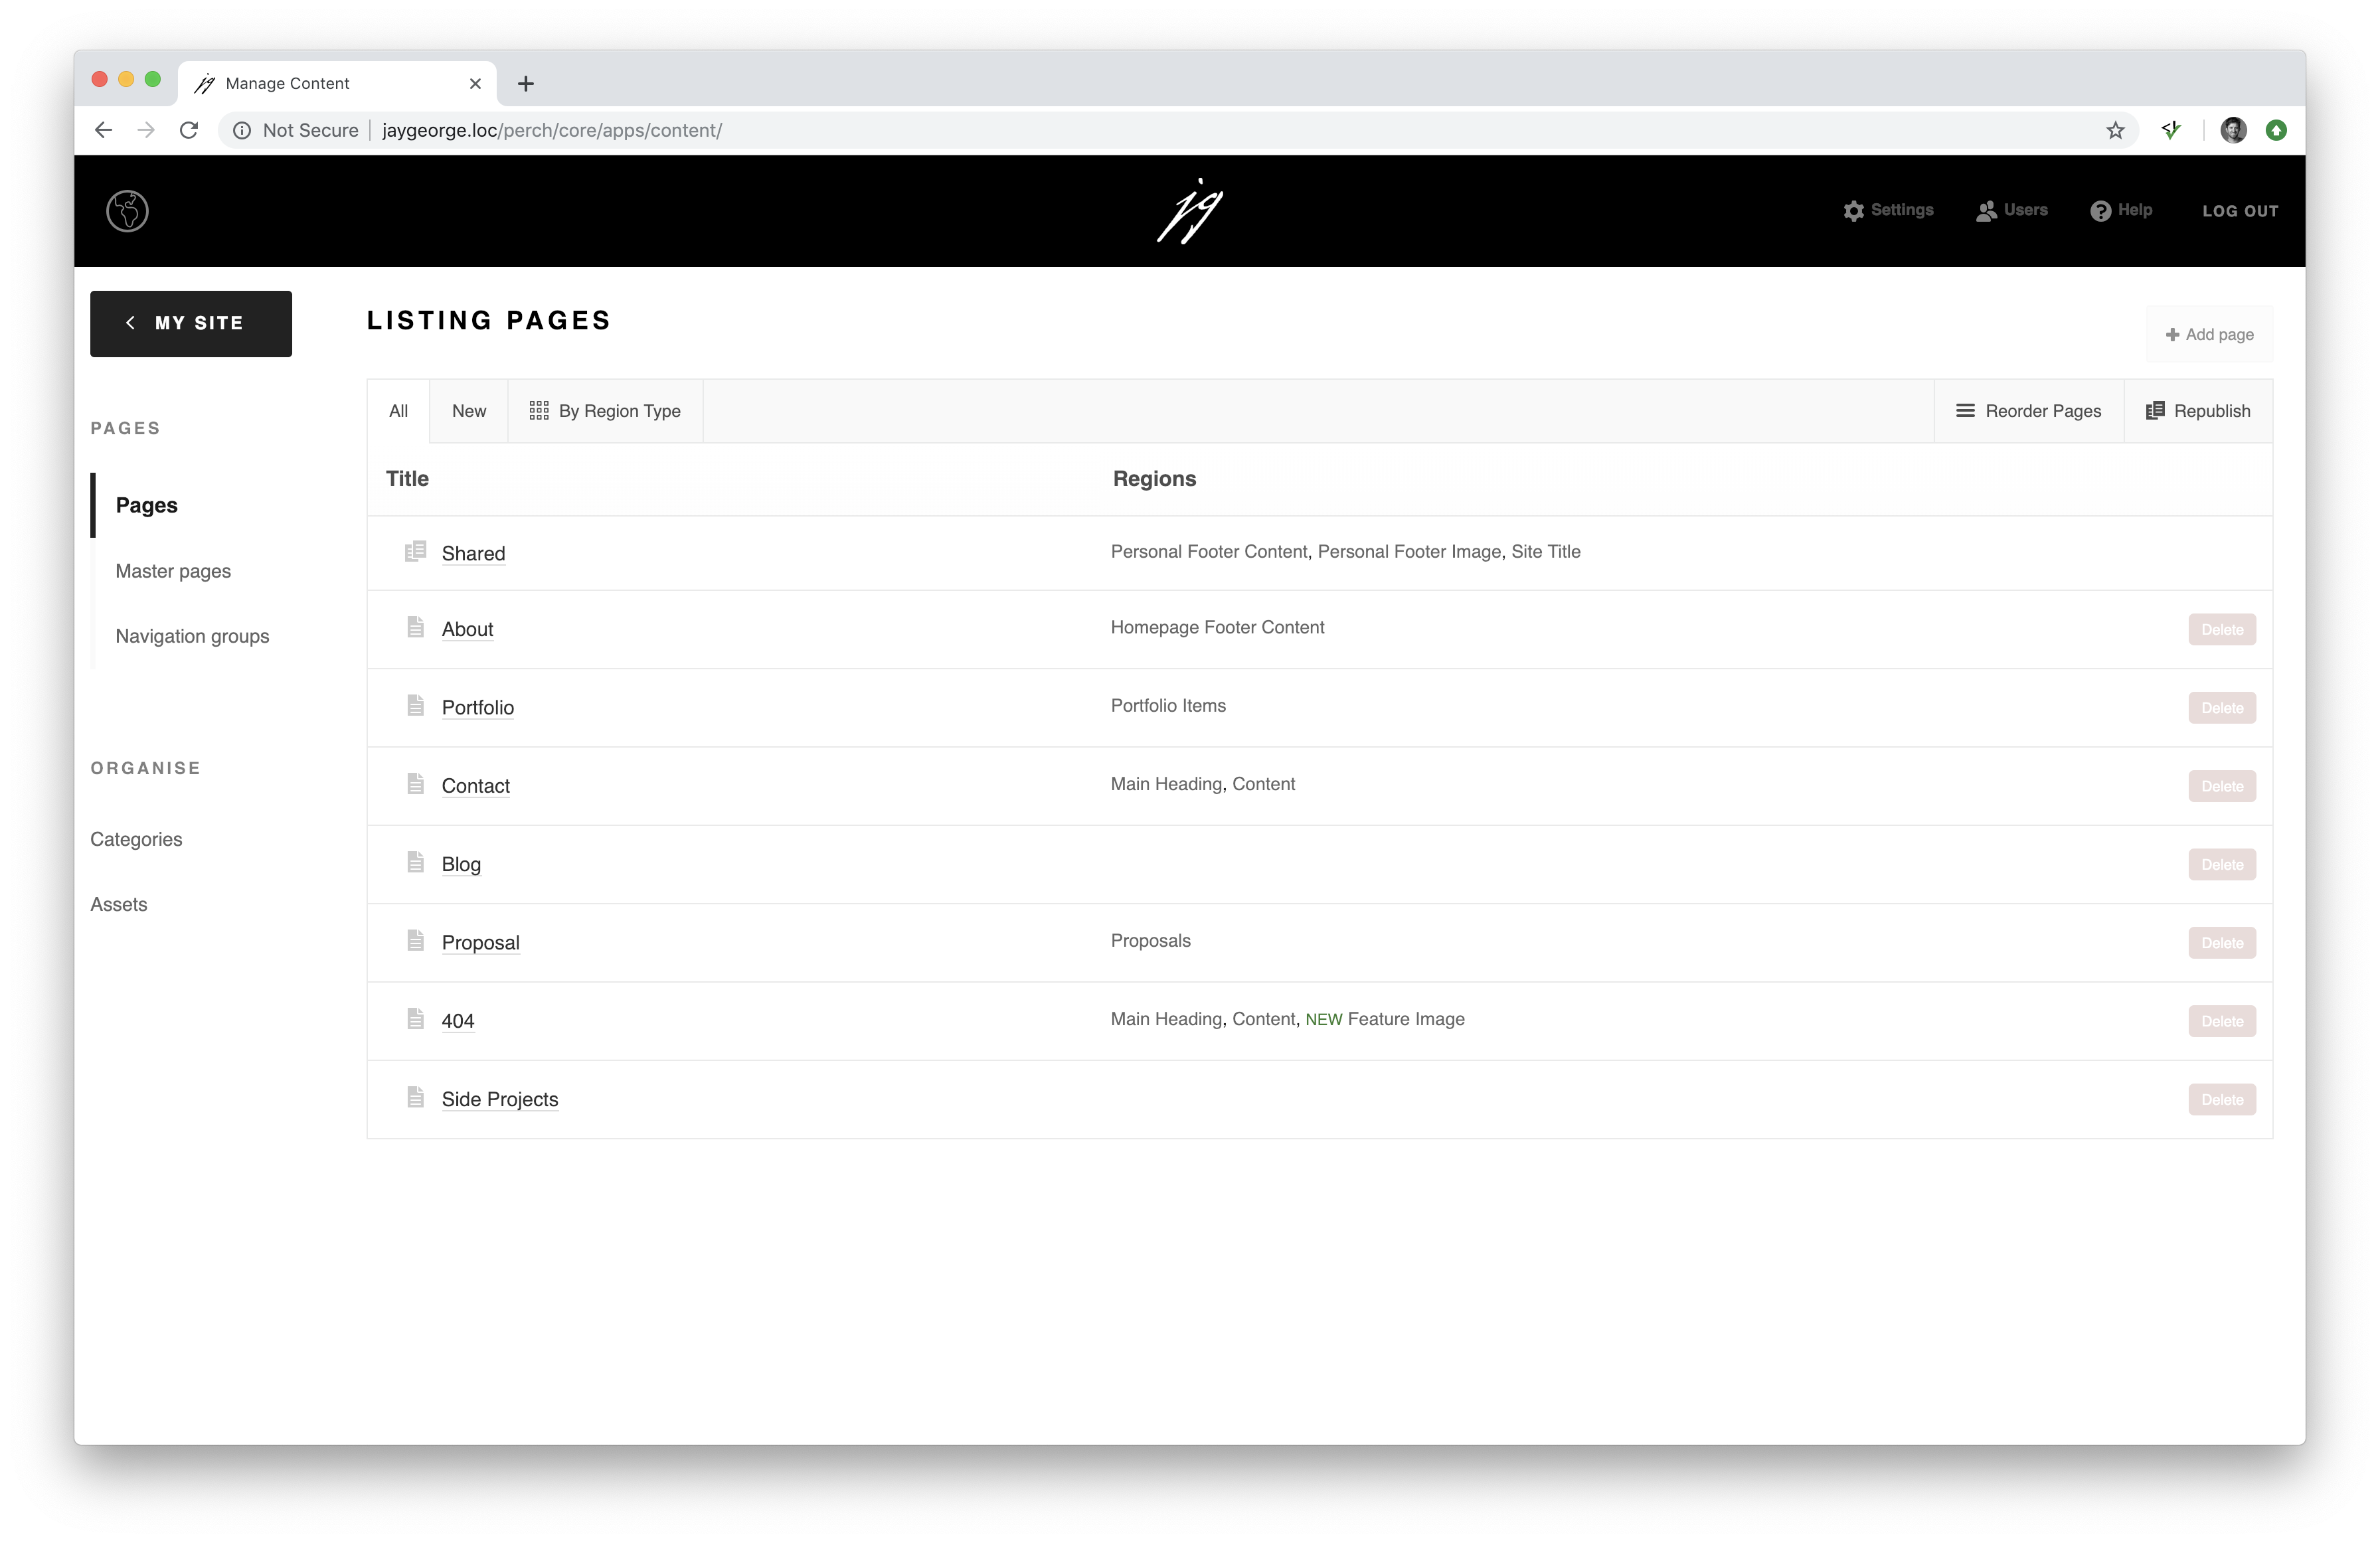 Manage Content
Not Secure jaygeorge.loc/perch/core/apps/content/
jg
Settings Users Help LOG OUT
MY SITE
LISTING PAGES
Add page
PAGES
Pages
Master pages
Navigation groups
ORGANISE
Categories
Assets
All New By Region Type Reorder Pages Republish
Title Regions
Shared Personal Footer Content, Personal Footer Image, Site Title
About Homepage Footer Content Delete
Portfolio Portfolio Items Delete
Contact Main Heading, Content Delete
Blog Delete
Proposal Proposals Delete
404 Main Heading, Content, NEW Feature Image Delete
Side Projects Delete